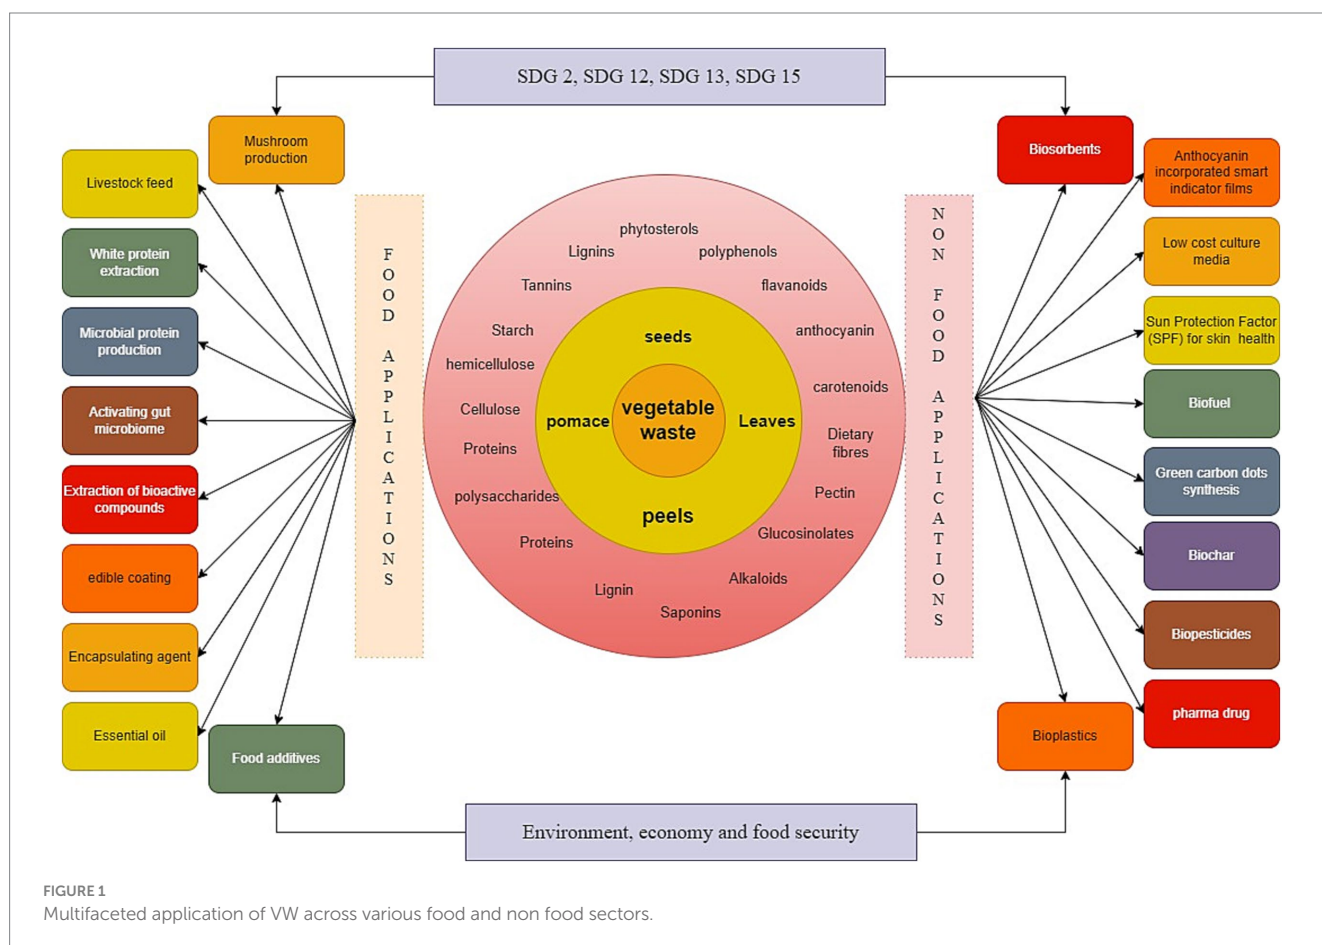 SDG 2, SDG 12, SDG 13, SDG 15
Mushroom
production
Livestock feed
White protein
extraction
Microbial protein
production
Activating gut
microbiome
Extraction of bioactive
compounds
edible coating
Encapsulating agent
Essential oil
Food additives
FOOD APPLICATIONS
phytosterols
Lignins
polyphenols
Tannins
flavanoids
Starch
anthocyanin
hemicellulose
carotenoids
Cellulose
Dietary
fibres
Proteins
Pectin
polysaccharides
Glucosinolates
Proteins
Alkaloids
Lignin
Saponins
seeds
pomace
vegetable
waste
Leaves
peels
NON FOOD APPLICATIONS
Biosorbents
Anthocyanin
incorporated smart
indicator films
Low cost culture
media
Sun Protection Factor
(SPF) for skin health
Biofuel
Green carbon dots
synthesis
Biochar
Biopesticides
pharma drug
Bioplastics
Environment, economy and food security
FIGURE 1
Multifaceted application of VW across various food and non food sectors.